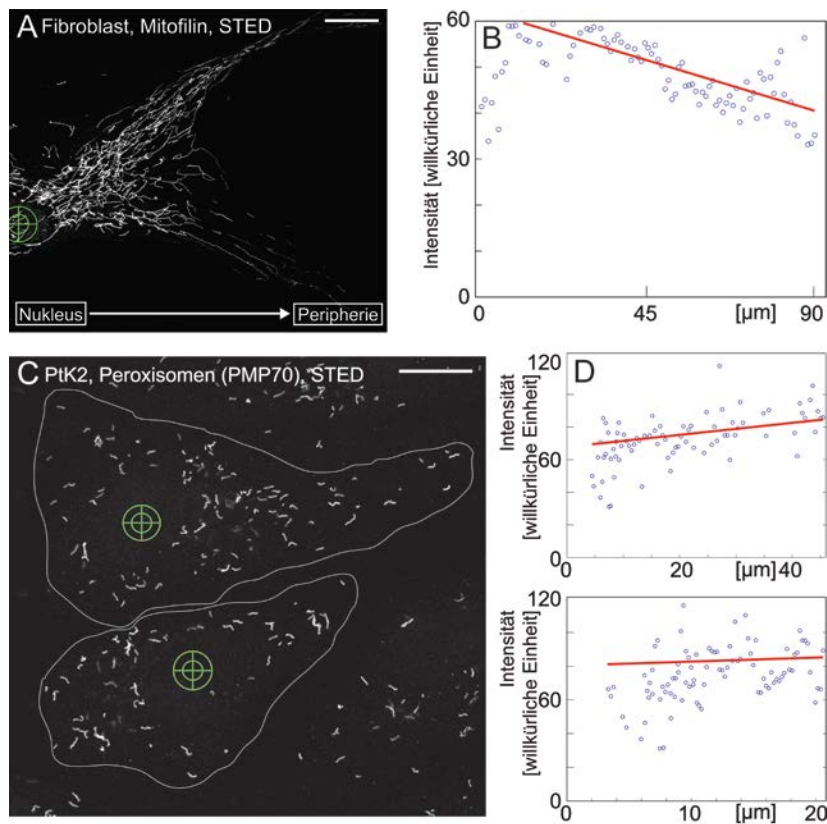 A Fibroblast, Mitofilin, STED
Nukleus
Peripherie
B
Intensität [willkürliche Einheit]
60
30
0
0
45
[µm]
90
C PtK2, Peroxisomen (PMP70), STED
D
Intensität
[willkürliche Einheit]
120
60
0
0
20
[µm]
40
Intensität
[willkürliche Einheit]
120
60
0
0
10
[µm]
20